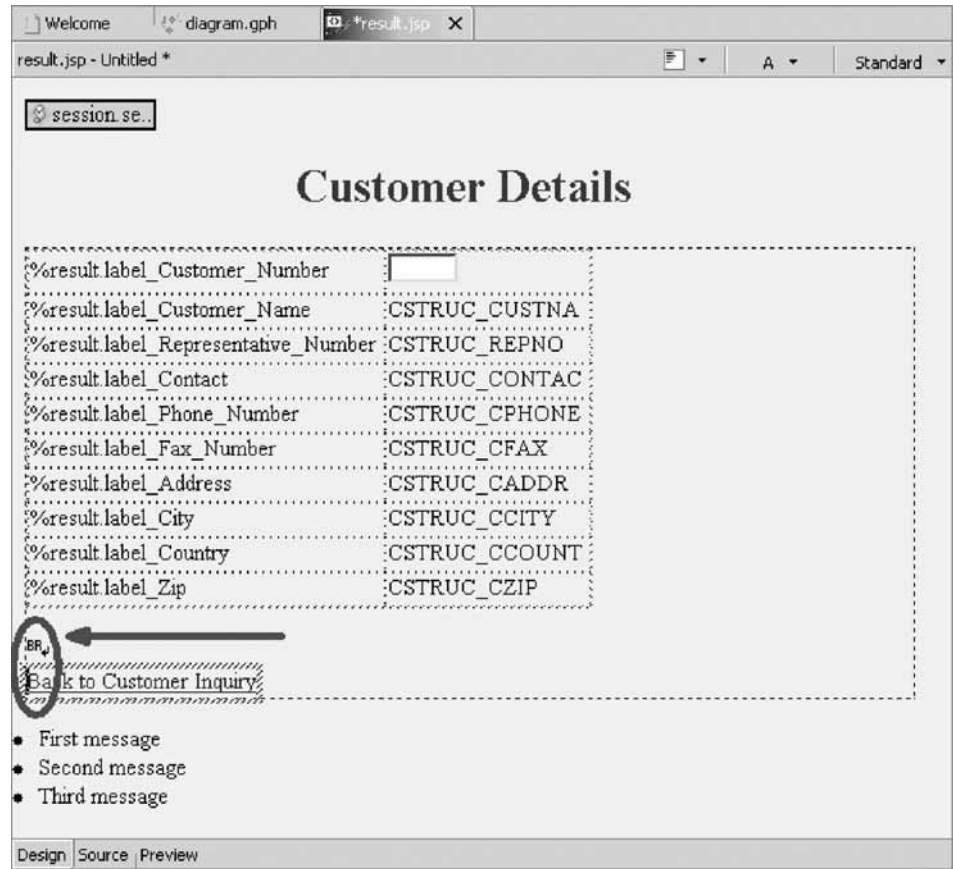 Welcome diagram.gph *result.jsp
result.jsp - Untitled * A Standard
session.se..
Customer Details
%result.label_Customer_Number
%result.label_Customer_Name CSTRUC_CUSTNA
%result.label_Representative_Number CSTRUC_REPNO
%result.label_Contact CSTRUC_CONTAC
%result.label_Phone_Number CSTRUC_CPHONE
%result.label_Fax_Number CSTRUC_CFAX
%result.label_Address CSTRUC_CADDR
%result.label_City CSTRUC_CCITY
%result.label_Country CSTRUC_CCOUNT
%result.label_Zip CSTRUC_CZIP
BR
Back to Customer Inquiry
First message
Second message
Third message
Design Source Preview